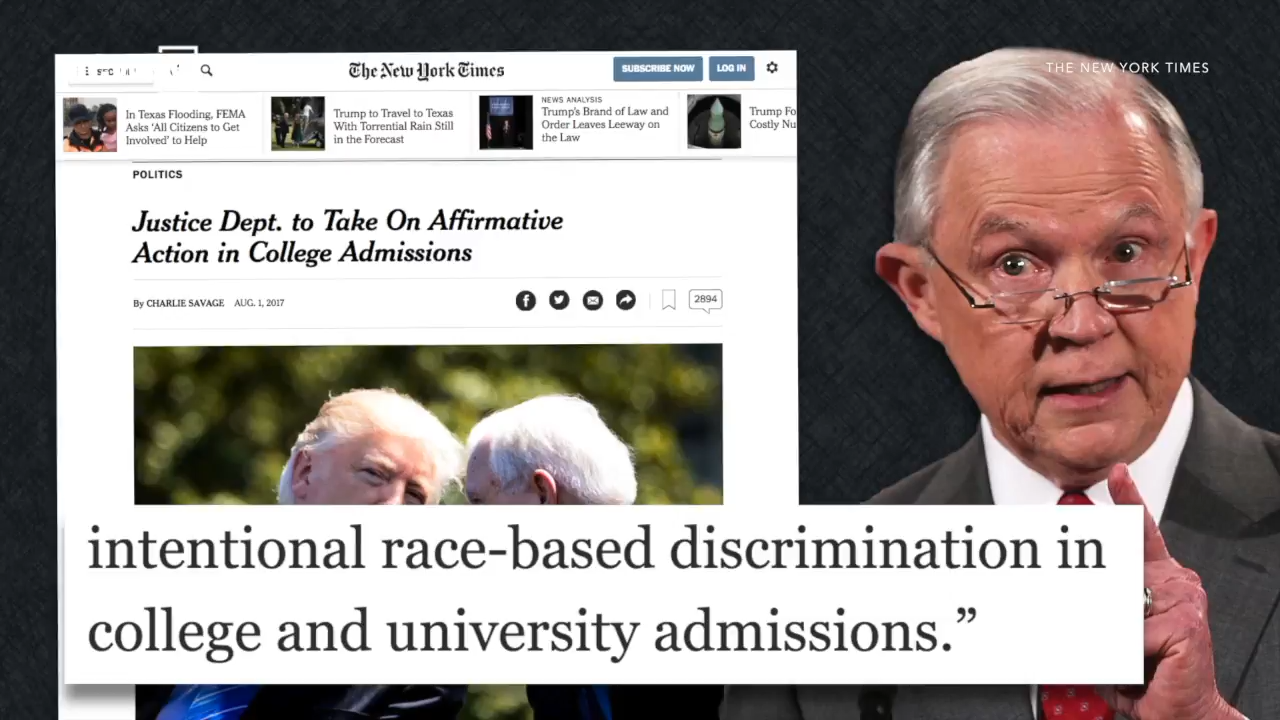 THE NEW YORK TIMES
The New York Times
SUBSCRIBE NOW
LOG IN
In Texas Flooding, FEMA
Asks ‘All Citizens to Get
Involved’ to Help
Trump to Travel to Texas
With Torrential Rain Still
in the Forecast
NEWS ANALYSIS
Trump’s Brand of Law and
Order Leaves Leeway on
the Law
Trump Fo
Costly Nu
POLITICS
Justice Dept. to Take On Affirmative
Action in College Admissions
By CHARLIE SAVAGE AUG. 1, 2017
2894
intentional race-based discrimination in
college and university admissions.”